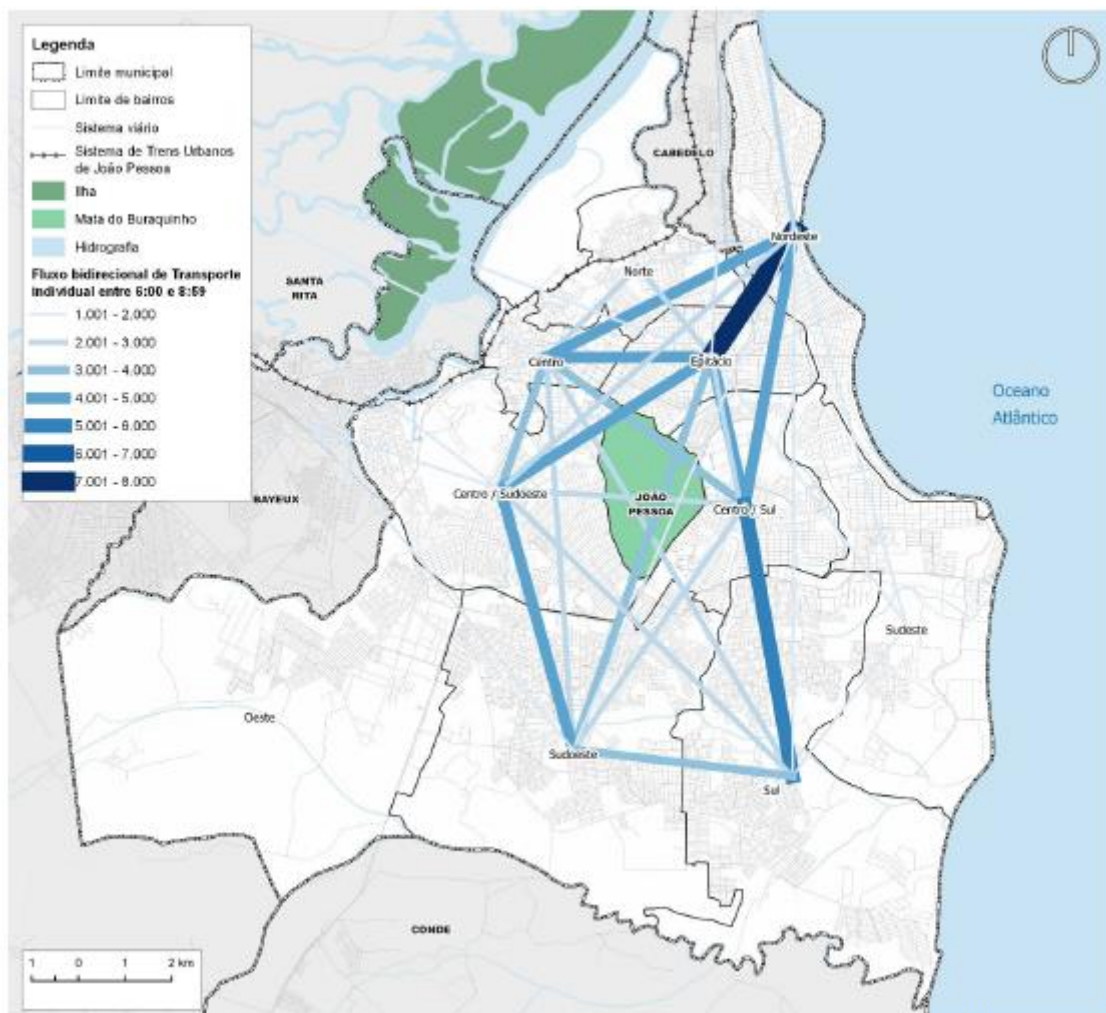 Legenda
Limite municipal
Limite de bairros
Sistema viário
Sistema de Trens Urbanos
de João Pessoa
Ilha
Mata do Buraquinho
Hidrografia
Fluxo bidirecional de Transporte
individual entre 6:00 e 8:59
1.001 - 2.000
2.001 - 3.000
3.001 - 4.000
4.001 - 5.000
5.001 - 6.000
6.001 - 7.000
7.001 - 8.000
CABEDELO
Nordeste
SANTA
RITA
Norte
Centro
Epitácio
Oceano
Atlântico
BAYEUX
Centro / Sudoeste
JOÃO
PESSOA
Centro / Sul
Sudeste
Oeste
Sudoeste
Sul
CONDE
1 0 1 2 km